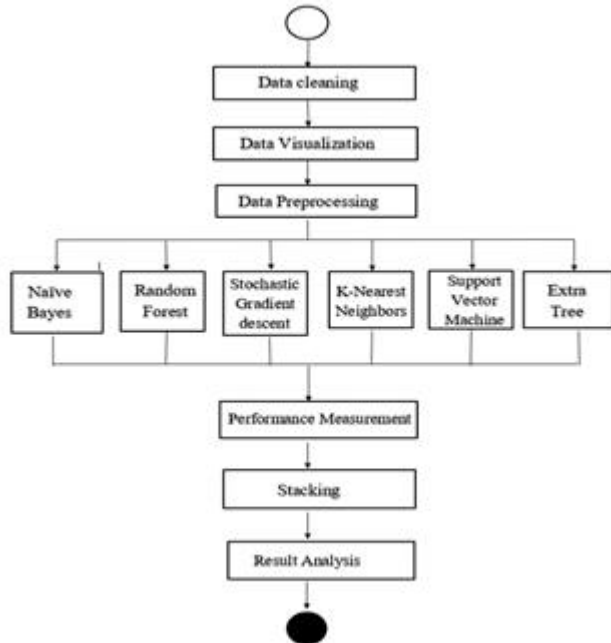 Data cleaning
Data Visualization
Data Preprocessing
Naïve
Bayes
Random
Forest
Stochastic
Gradient
descent
K-Nearest
Neighbors
Support
Vector
Machine
Extra
Tree
Performance Measurement
Stacking
Result Analysis